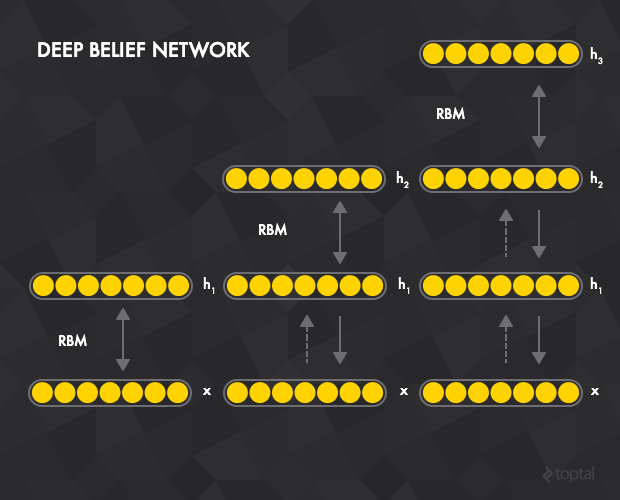 DEEP BELIEF NETWORK
h3
RBM
h2
h2
RBM
h1
h1
h1
RBM
x
x
x
toptal